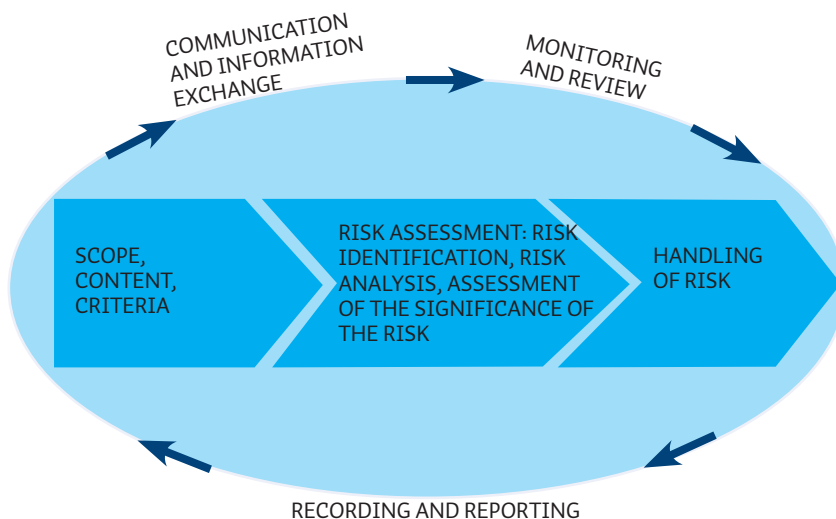 COMMUNICATION
AND INFORMATION
EXCHANGE
MONITORING
AND REVIEW
SCOPE,
CONTENT,
CRITERIA
RISK ASSESSMENT: RISK
IDENTIFICATION, RISK
ANALYSIS, ASSESSMENT
OF THE SIGNIFICANCE OF
THE RISK
HANDLING
OF RISK
RECORDING AND REPORTING